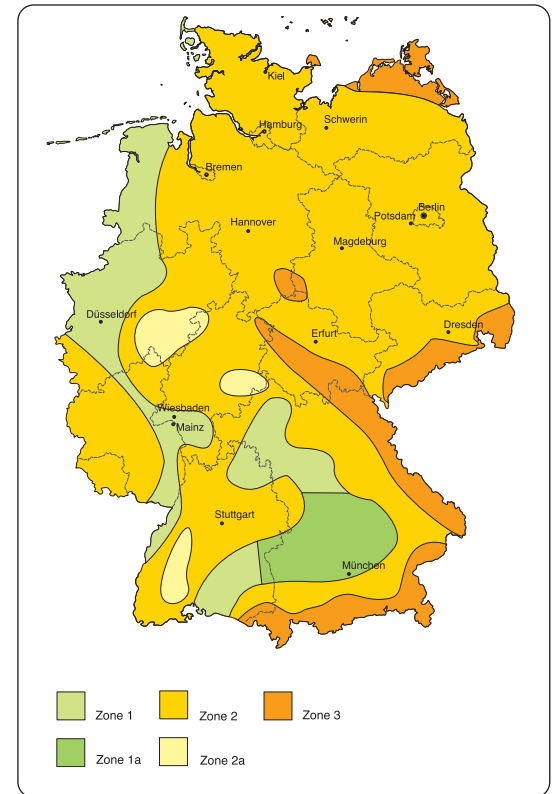 Kiel
Schwerin
Hamburg
Bremen
Berlin
Potsdam
Hannover
Magdeburg
Düsseldorf
Dresden
Erfurt
Wiesbaden
Mainz
Stuttgart
München
Zone 1
Zone 2
Zone 3
Zone 1a
Zone 2a